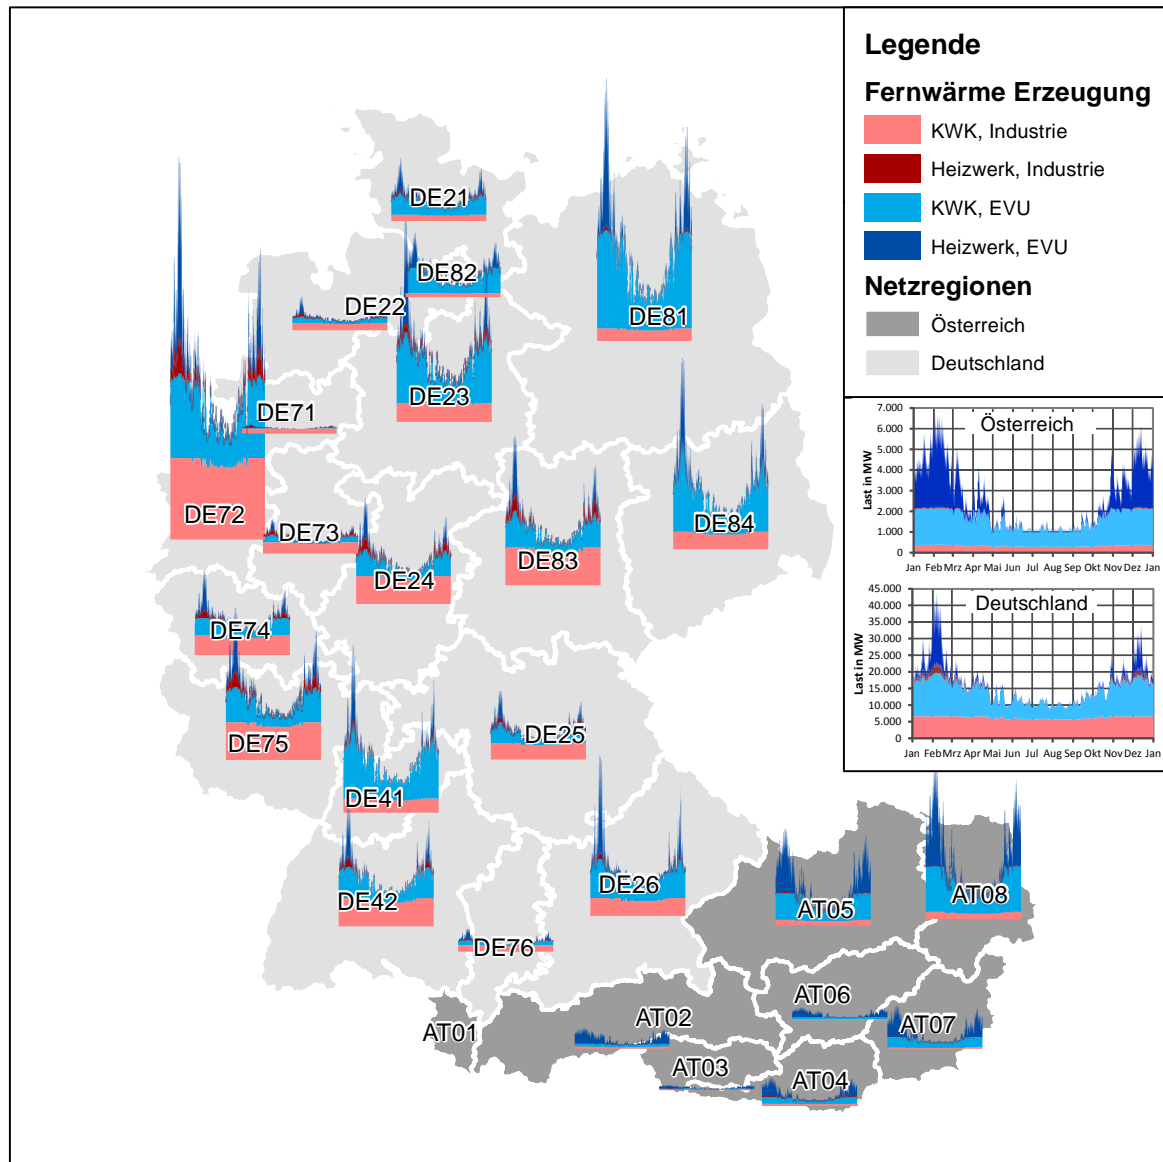 Legende
Fernwärme Erzeugung
KWK, Industrie
Heizwerk, Industrie
KWK, EVU
Heizwerk, EVU
Netzregionen
Österreich
Deutschland
Österreich
Last in MW
7.000
6.000
5.000
4.000
3.000
2.000
1.000
0
Jan Feb Mrz Apr Mai Jun Jul Aug Sep Okt Nov Dez Jan
Deutschland
Last in MW
45.000
40.000
35.000
30.000
25.000
20.000
15.000
10.000
5.000
0
Jan Feb Mrz Apr Mai Jun Jul Aug Sep Okt Nov Dez Jan
DE21
DE82
DE22
DE81
DE23
DE71
DE72
DE73
DE24
DE83
DE84
DE74
DE75
DE25
DE41
DE26
DE42
DE76
AT05
AT08
AT06
AT02
AT07
AT01
AT03
AT04